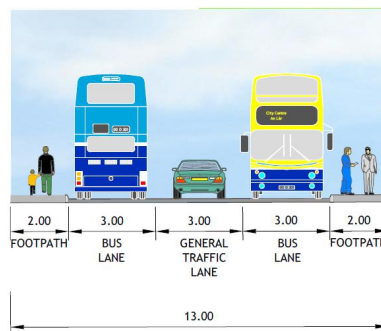 City Centre
2.00 3.00 3.00 3.00 2.00
FOOTPATH BUS LANE GENERAL TRAFFIC LANE BUS LANE FOOTPATH
13.00